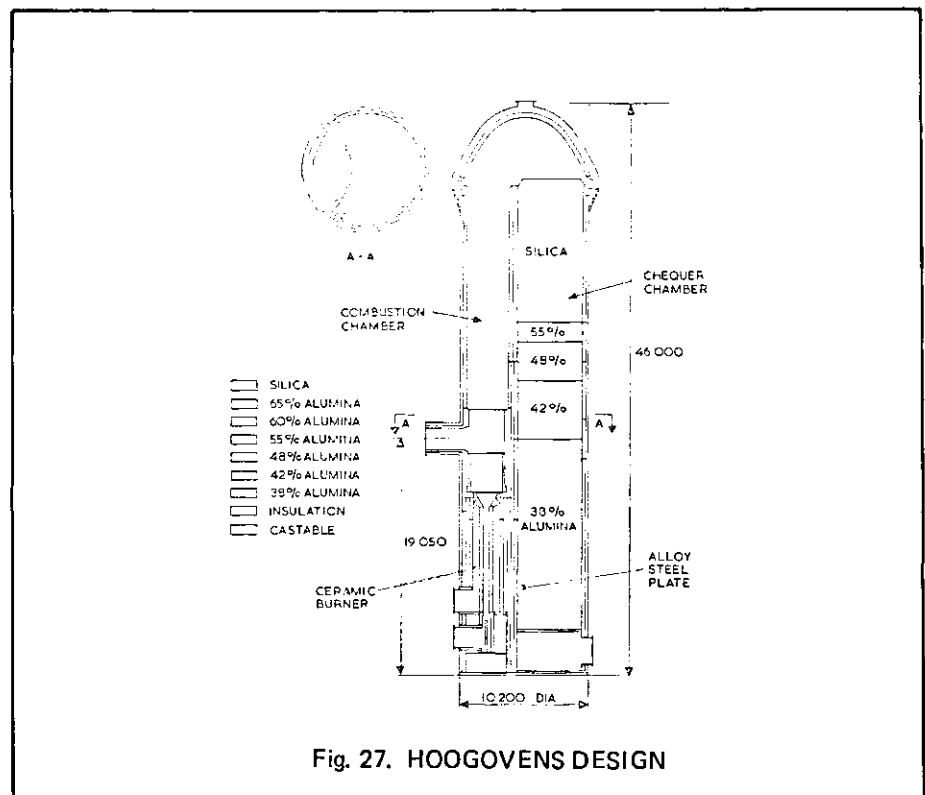 A - A
SILICA
CHEQUER
CHAMBER
COMBUSTION
CHAMBER
55%
48%
46 000
42%
SILICA
65% ALUMINA
60% ALUMINA
55% ALUMINA
48% ALUMINA
42% ALUMINA
38% ALUMINA
INSULATION
CASTABLE
A
A
38%
ALUMINA
19 050
ALLOY
STEEL
PLATE
CERAMIC
BURNER
10 200 DIA
Fig. 27. HOOGOVENS DESIGN